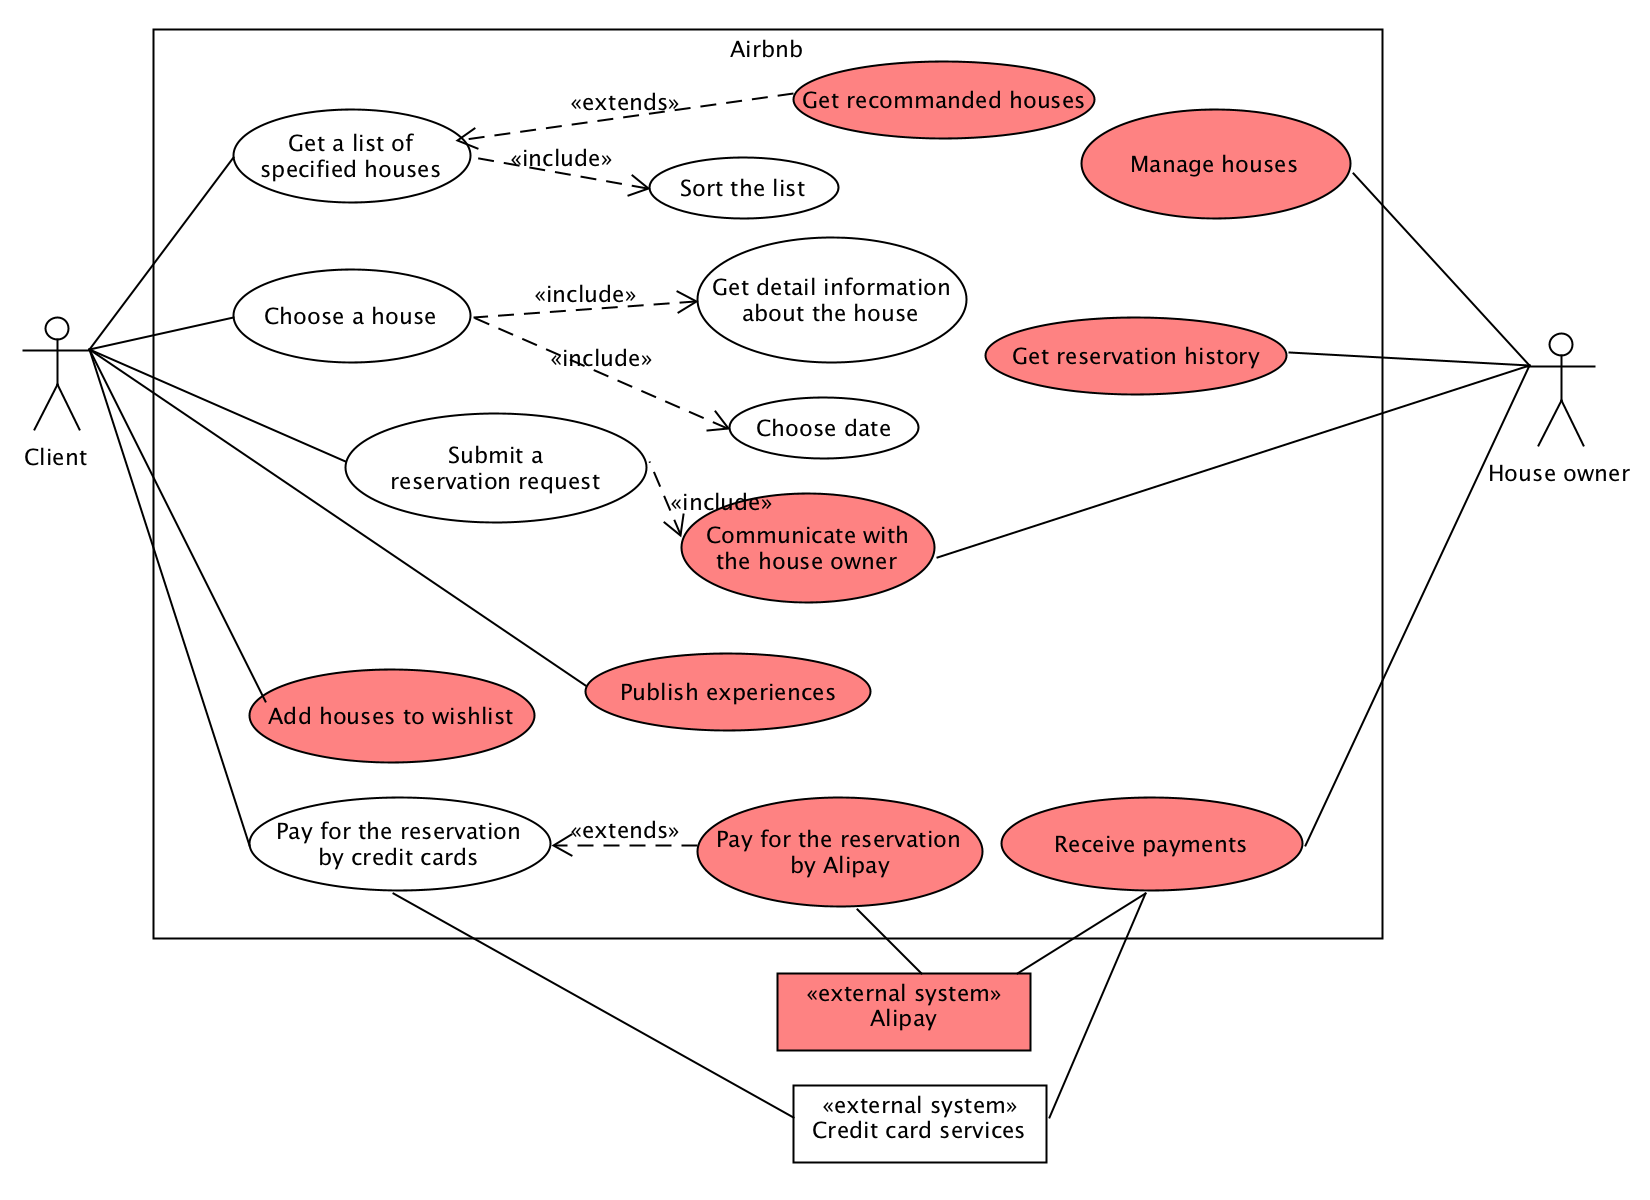 Airbnb
«extends»
Get recommanded houses
Get a list of
specified houses
«include»
Sort the list
Manage houses
Choose a house
«include»
Get detail information
about the house
«include»
Choose date
Get reservation history
Client
House owner
Submit a
reservation request
«include»
Communicate with
the house owner
Publish experiences
Add houses to wishlist
Pay for the reservation
by credit cards
«extends»
Pay for the reservation
by Alipay
Receive payments
«external system»
Alipay
«external system»
Credit card services